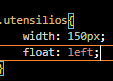 .utensilios{
width: 150px;
float: left;
}